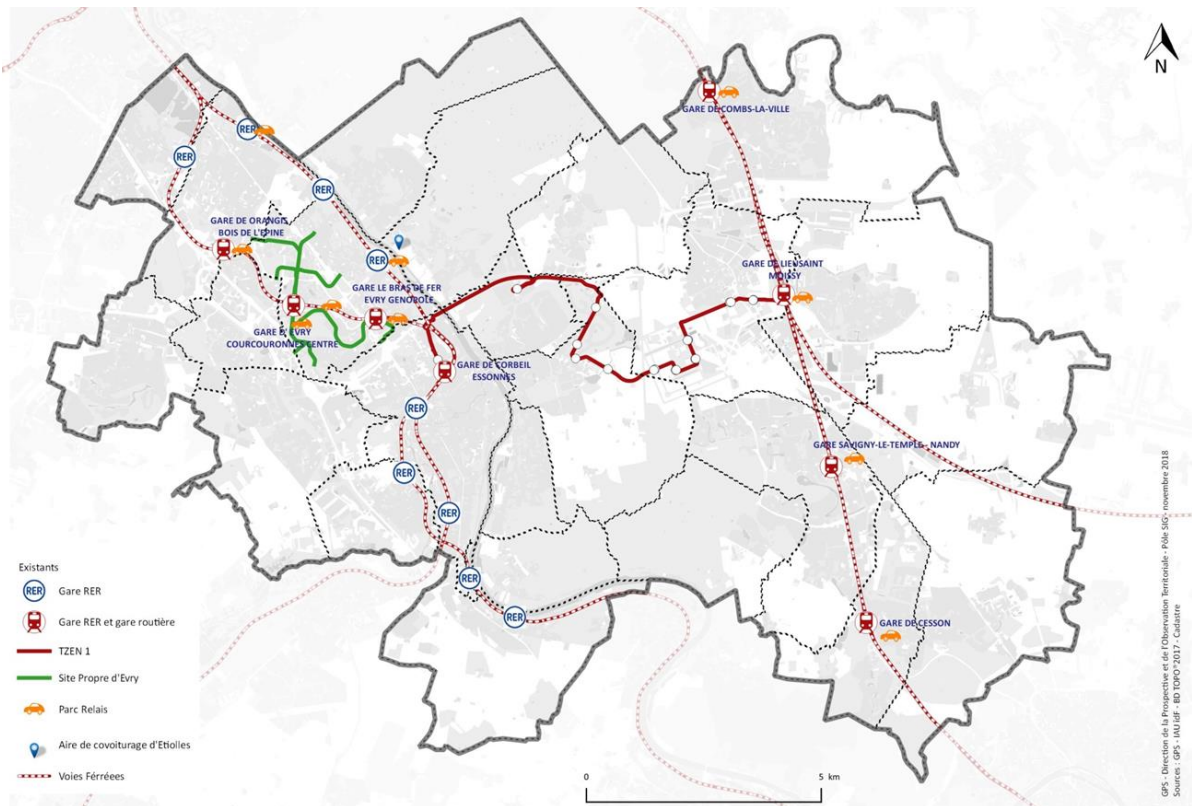 N
GARE DE COMBS-LA-VILLE
RER
RER
RER
GARE DE ORANGIS
BOIS DE L'EPINE
RER
GARE DE LIEUSAINT
MOISSY
GARE LE BRAS DE FER
EVRY GENOPOLE
GARE D'EVRY
COURCOURONNES CENTRE
GARE DE CORBEIL
ESSONNES
RER
GARE SAVIGNY-LE-TEMPLE - NANDY
RER
RER
RER
RER
GARE DE CESSON
Existants
RER Gare RER
Gare RER et gare routière
TZEN 1
Site Propre d'Evry
Parc Relais
Aire de covoiturage d'Etiolles
Voies Férréees
0 5 km
GPS - Direction de la Prospective et de l'Observation Territoriale - Pôle SIG - novembre 2018
Sources : GPS - IAU îdF - BD TOPO®2017 - Cadastre